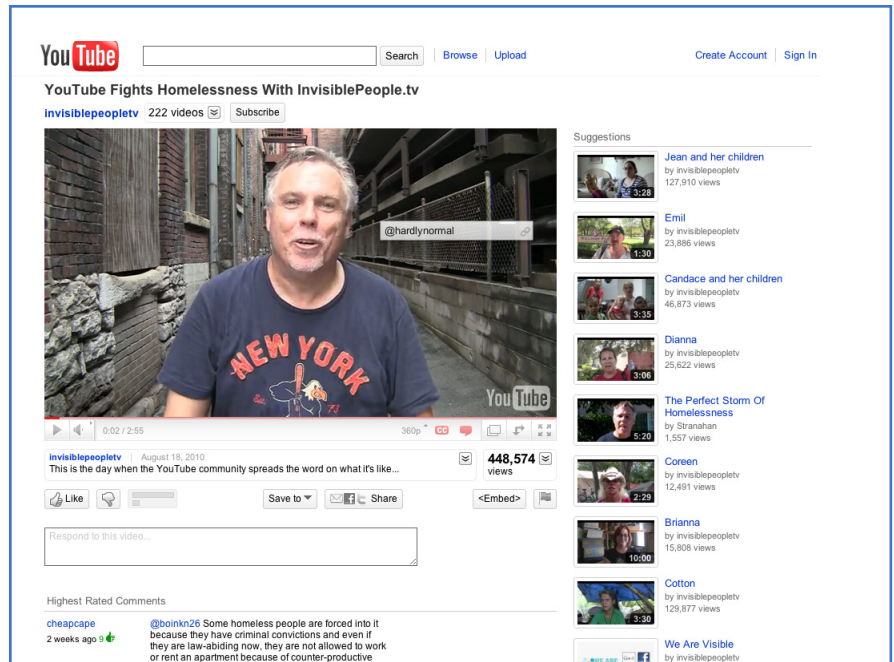 You Tube
Search
Browse
Upload
Create Account
Sign In
YouTube Fights Homelessness With InvisiblePeople.tv
invisiblepeopletv 222 videos Subscribe
@hardlynormal
NEW YORK
Est. 73
You Tube
0:02 / 2:55
360p
CC
invisiblepeopletv August 18, 2010
This is the day when the YouTube community spreads the word on what it's like...
448,574
views
Like
Save to
Share
<Embed>
Respond to this video...
Highest Rated Comments
cheapcape
2 weeks ago 9
@boinkn26 Some homeless people are forced into it
because they have criminal convictions and even if
they are law-abiding now, they are not allowed to work
or rent an apartment because of counter-productive
Suggestions
3:28
Jean and her children
by invisiblepeopletv
127,910 views
1:30
Emil
by invisiblepeopletv
23,886 views
3:35
Candace and her children
by invisiblepeopletv
46,873 views
3:06
Dianna
by invisiblepeopletv
25,622 views
5:20
The Perfect Storm Of
Homelessness
by Stranahan
1,557 views
2:29
Coreen
by invisiblepeopletv
12,491 views
10:00
Brianna
by invisiblepeopletv
15,808 views
3:30
Cotton
by invisiblepeopletv
129,877 views
WE ARE
We Are Visible
by invisiblepeopletv